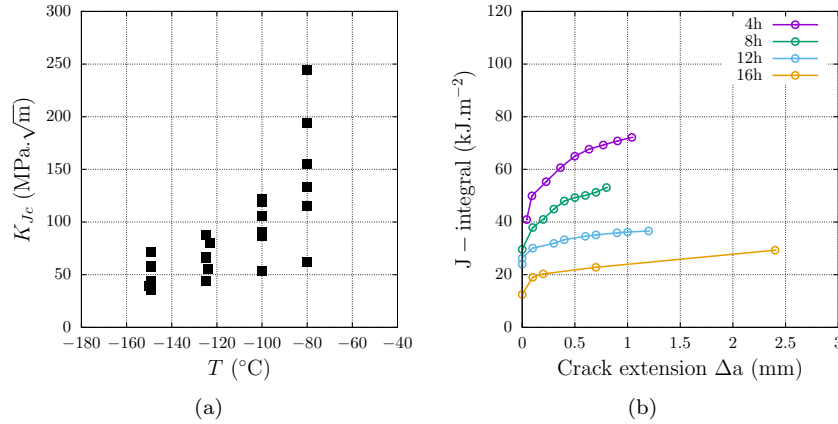 300
250
200
150
100
50
0
K_{Jc} (MPa.√m)
−180 −160 −140 −120 −100 −80 −60 −40
T (°C)
(a)
4h
8h
12h
16h
120
100
80
60
40
20
0
J − integral (kJ.m⁻²)
0 0.5 1 1.5 2 2.5 3
Crack extension Δa (mm)
(b)